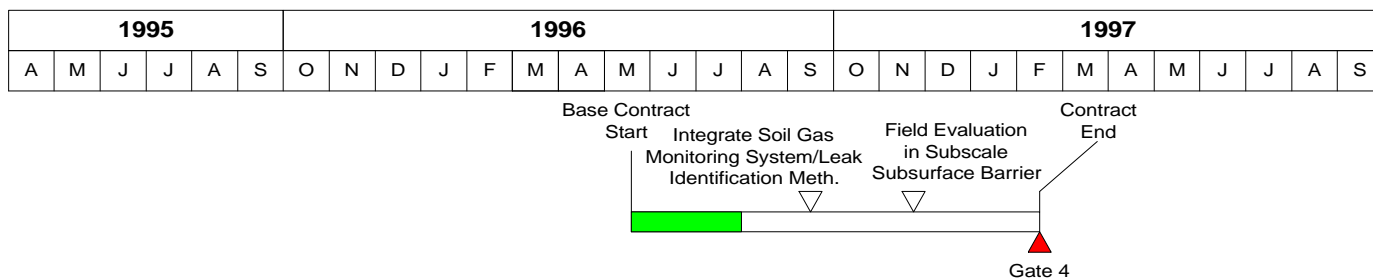 1995 1996 1997
A M J J A S O N D J F M A M J J A S O N D J F M A M J J A S
Base Contract
Start
Integrate Soil Gas
Monitoring System/Leak
Identification Meth.
Field Evaluation
in Subscale
Subsurface Barrier
Contract
End
Gate 4